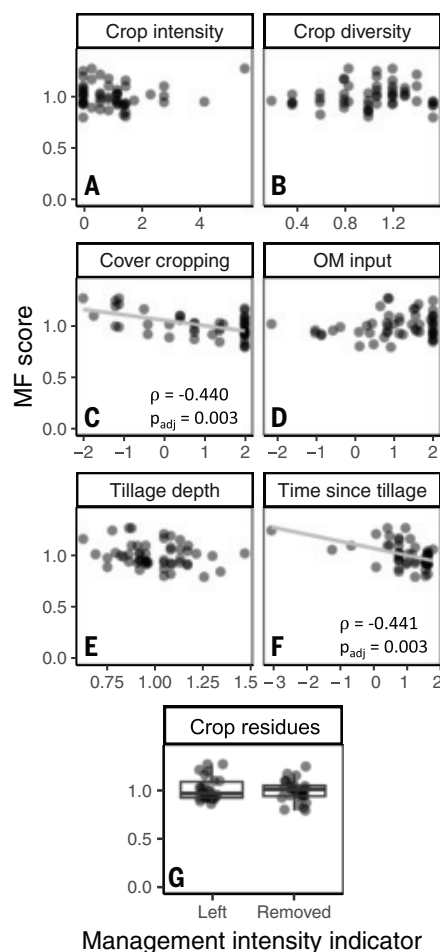 Crop intensity Crop diversity
1.0
0.5
0.0
A B
0 2 4 0.4 0.8 1.2
Cover cropping OM input
MF score
1.0
0.5
0.0
ρ = -0.440
p_adj = 0.003
C D
−2 −1 0 1 2 −2 −1 0 1 2
Tillage depth Time since tillage
1.0
0.5
0.0
ρ = -0.441
p_adj = 0.003
E F
0.75 1.00 1.25 1.5 −3 −2 −1 0 1 2
Crop residues
1.0
0.5
0.0
G
Left Removed
Management intensity indicator